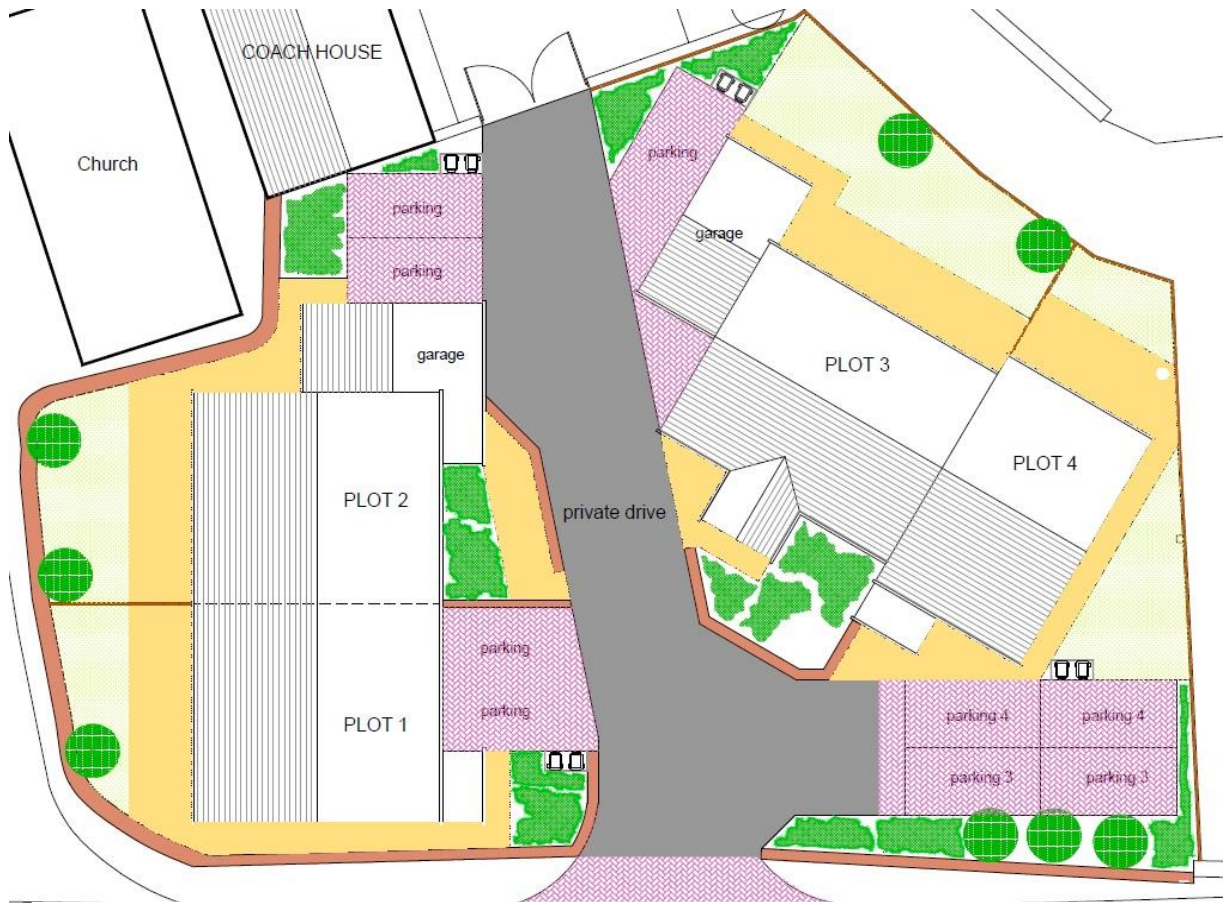 COACH HOUSE
Church
parking
parking
parking
garage
garage
PLOT 3
PLOT 4
PLOT 2
private drive
parking
parking
PLOT 1
parking 4
parking 4
parking 3
parking 3